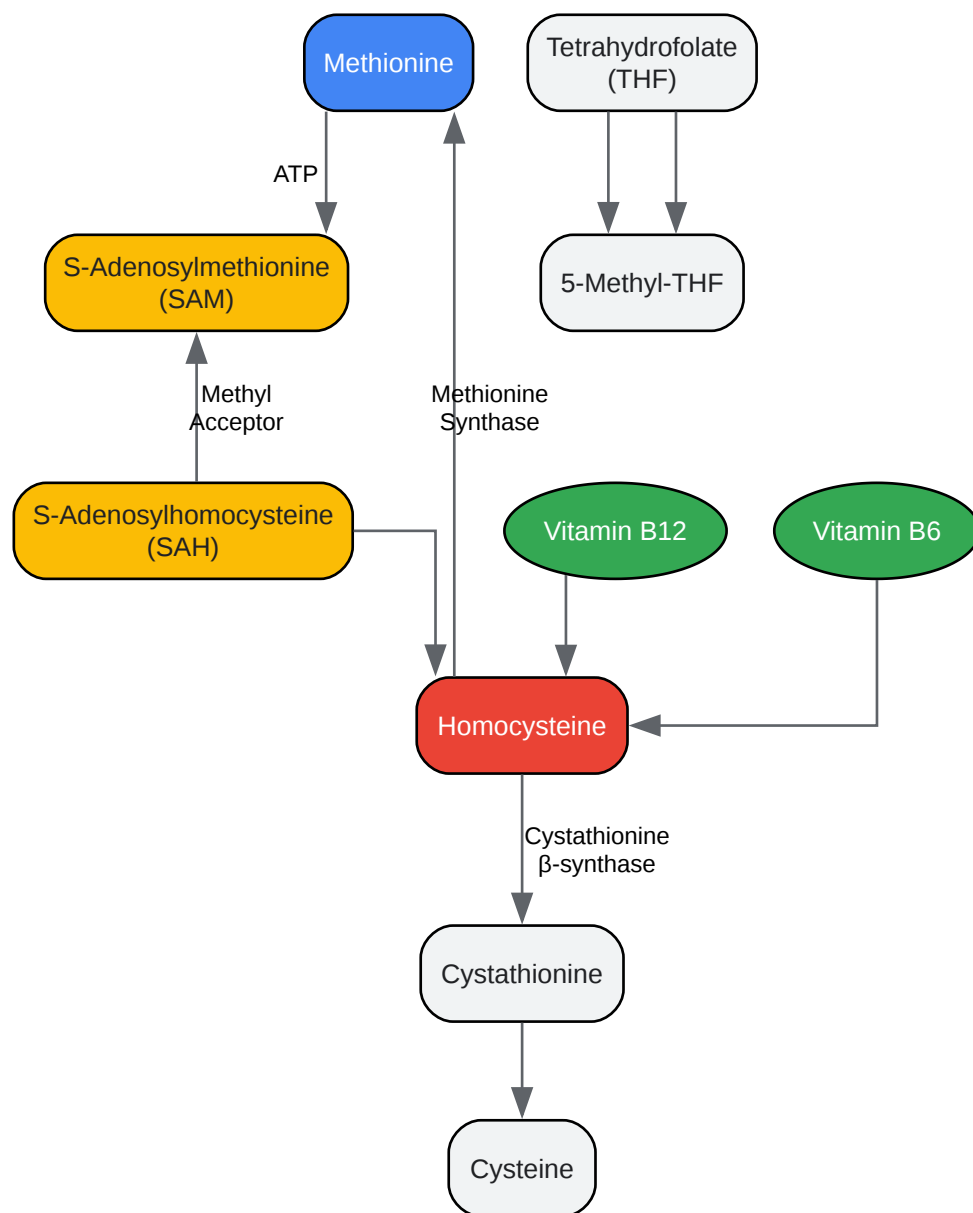 Methionine
Tetrahydrofolate
(THF)
ATP
S-Adenosylmethionine
(SAM)
5-Methyl-THF
Methyl
Acceptor
Methionine
Synthase
S-Adenosylhomocysteine
(SAH)
Vitamin B12
Vitamin B6
Homocysteine
Cystathionine
β-synthase
Cystathionine
Cysteine